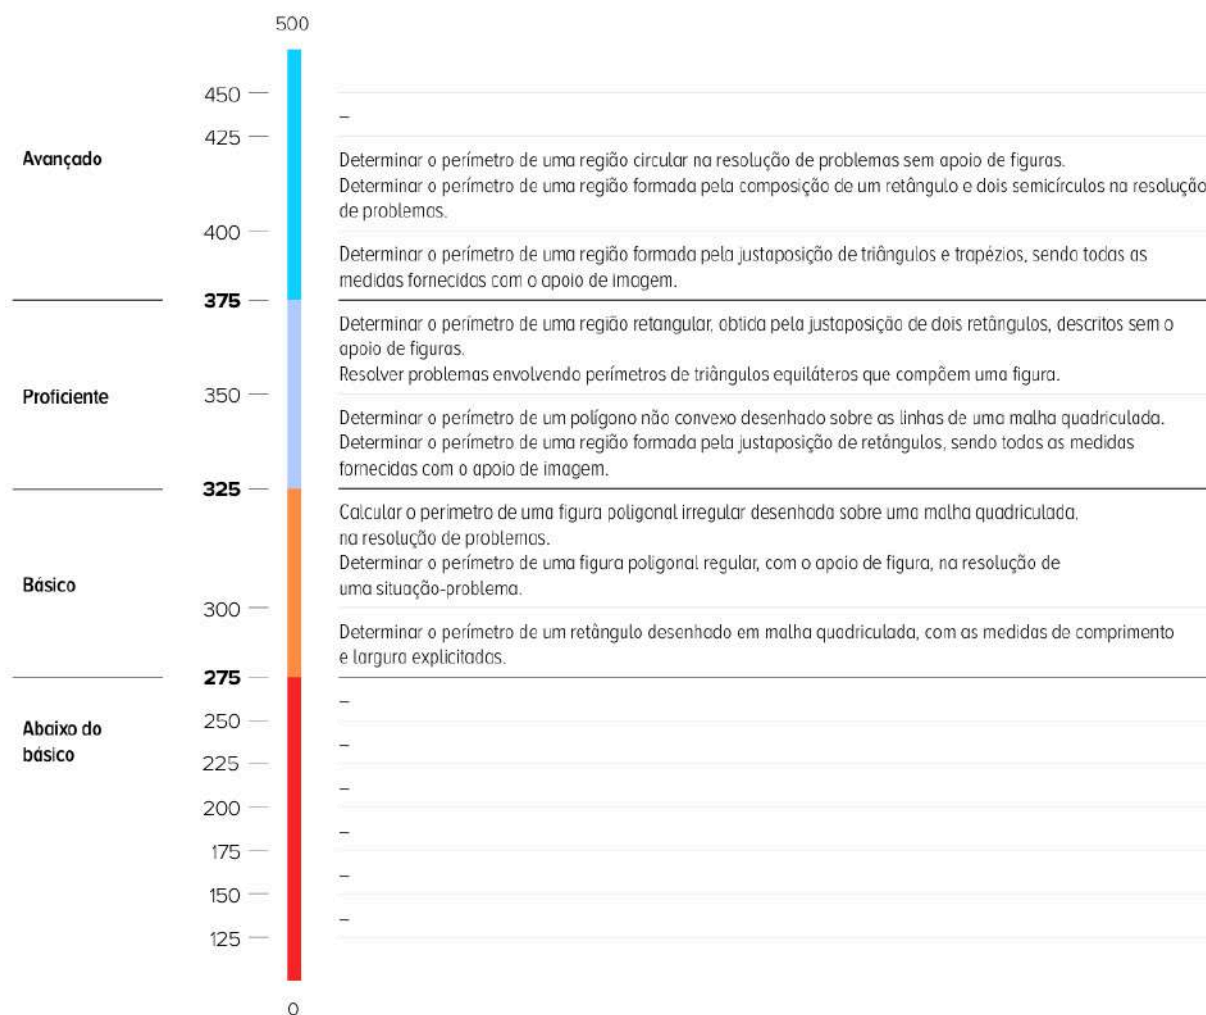 500
450
–
425
Avançado
Determinar o perímetro de uma região circular na resolução de problemas sem apoio de figuras.
Determinar o perímetro de uma região formada pela composição de um retângulo e dois semicírculos na resolução
de problemas.
400
Determinar o perímetro de uma região formada pela justaposição de triângulos e trapézios, sendo todas as
medidas fornecidas com o apoio de imagem.
375
Determinar o perímetro de uma região retangular, obtida pela justaposição de dois retângulos, descritos sem o
apoio de figuras.
Resolver problemas envolvendo perímetros de triângulos equiláteros que compõem uma figura.
Proficiente
350
Determinar o perímetro de um polígono não convexo desenhado sobre as linhas de uma malha quadriculada.
Determinar o perímetro de uma região formada pela justaposição de retângulos, sendo todas as medidas
fornecidas com o apoio de imagem.
325
Calcular o perímetro de uma figura poligonal irregular desenhada sobre uma malha quadriculada,
na resolução de problemas.
Determinar o perímetro de uma figura poligonal regular, com o apoio de figura, na resolução de
uma situação-problema.
Básico
300
Determinar o perímetro de um retângulo desenhado em malha quadriculada, com as medidas de comprimento
e largura explicitadas.
275
–
Abaixo do
básico
250
–
225
–
200
–
175
–
150
–
125
0